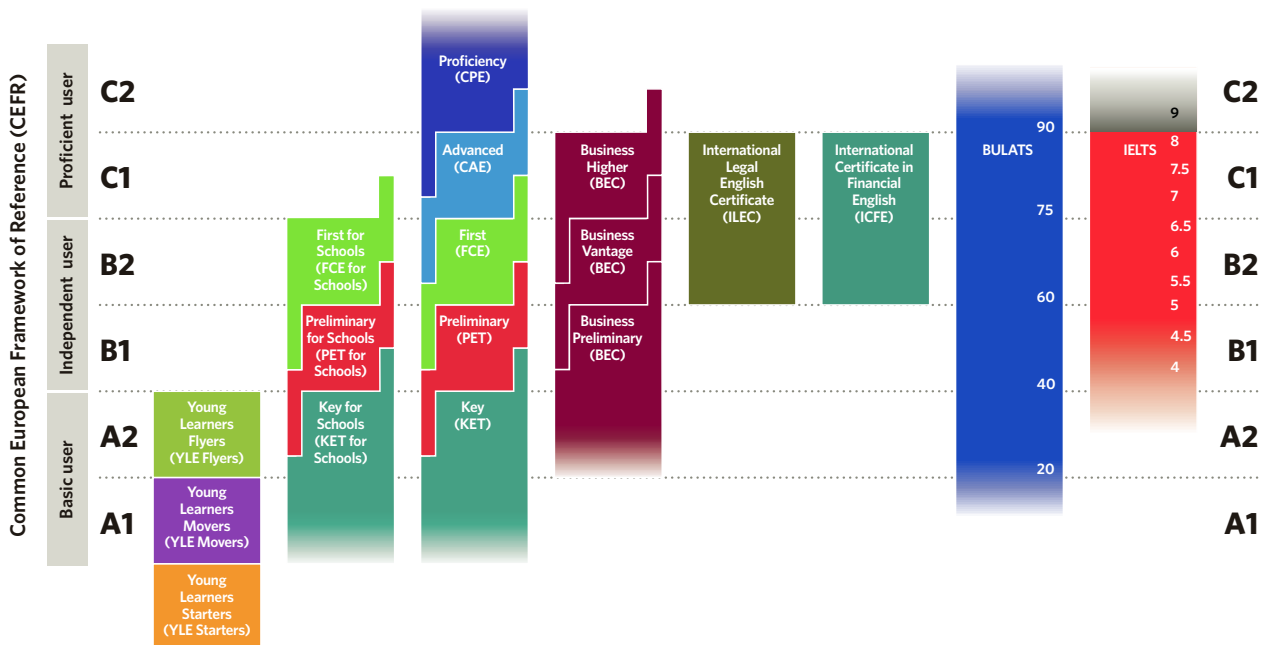 Common European Framework of Reference (CEFR)
Proficient user
Independent user
Basic user
C2
C1
B2
B1
A2
A1
Young
Learners
Flyers
(YLE Flyers)
Young
Learners
Movers
(YLE Movers)
Young
Learners
Starters
(YLE Starters)
First for
Schools
(FCE for
Schools)
Preliminary
for Schools
(PET for
Schools)
Key for
Schools
(KET for
Schools)
Proficiency
(CPE)
Advanced
(CAE)
First
(FCE)
Preliminary
(PET)
Key
(KET)
Business
Higher
(BEC)
Business
Vantage
(BEC)
Business
Preliminary
(BEC)
International
Legal
English
Certificate
(ILEC)
International
Certificate in
Financial
English
(ICFE)
90
BULATS
75
60
40
20
9
8
IELTS
7.5
7
6.5
6
5.5
5
4.5
4
C2
C1
B2
B1
A2
A1